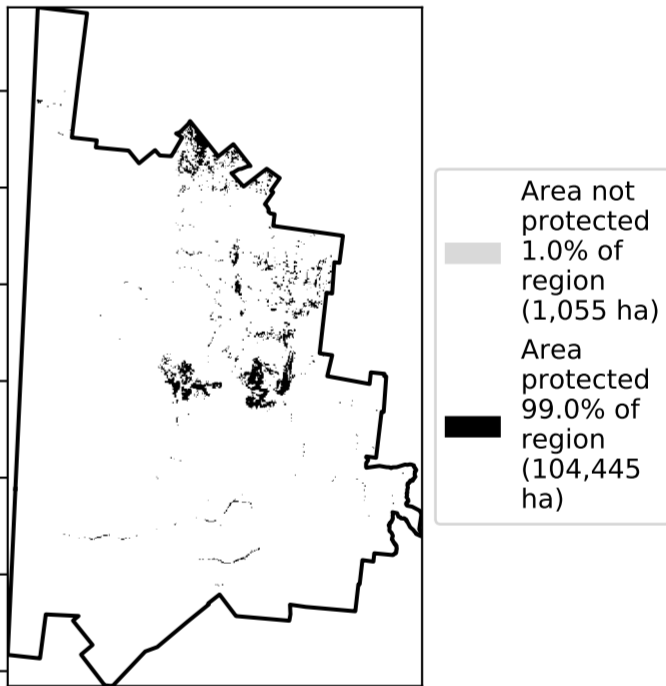 Area not
protected
1.0% of
region
(1,055 ha)
Area
protected
99.0% of
region
(104,445
ha)